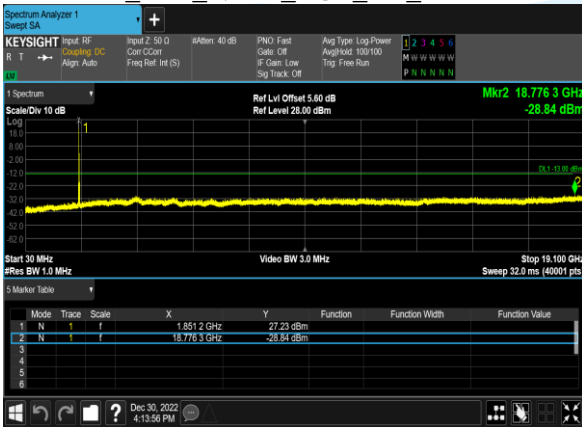 Spectrum Analyzer 1
Swept SA
+
KEYSIGHT Input: RF Input Z: 50 Ω #Atten: 40 dB PNO: Fast Avg Type: Log-Power 1 2 3 4 5 6
R T Coupling: DC Corr CCorr Gate: Off Avg|Hold: 100/100 M W W W W W
Align: Auto Freq Ref: Int (S) IF Gain: Low Trig: Free Run
LU Sig Track: Off P N N N N N
1 Spectrum Ref Lvl Offset 5.60 dB Mkr2 18.776 3 GHz
Scale/Div 10 dB Ref Level 28.00 dBm -28.84 dBm
Log
1
18.0
8.00
-2.00
-12.0 DL1 -13.00 dBm
-22.0
2
-32.0
-42.0
-52.0
-62.0
Start 30 MHz Video BW 3.0 MHz Stop 19.100 GHz
#Res BW 1.0 MHz Sweep 32.0 ms (40001 pts
5 Marker Table
Mode Trace Scale X Y Function Function Width Function Value
1 N 1 f 1.851 2 GHz 27.23 dBm
2 N 1 f 18.776 3 GHz -28.84 dBm
3
4
5
6
? Dec 30, 2022
4:13:56 PM